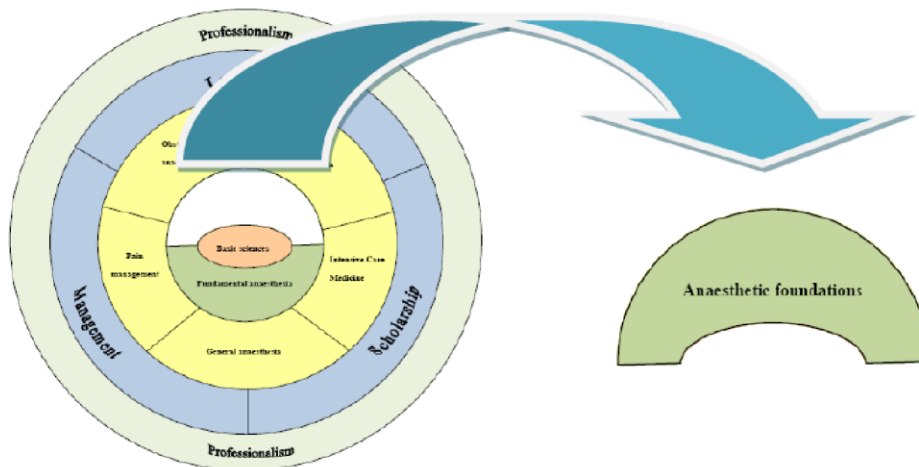 Professionalism
Pain
management
Basic sciences
Fundamental anaesthesia
Intensive Care
Medicine
General anaesthesia
Management
Scholarship
Professionalism
Anaesthetic foundations